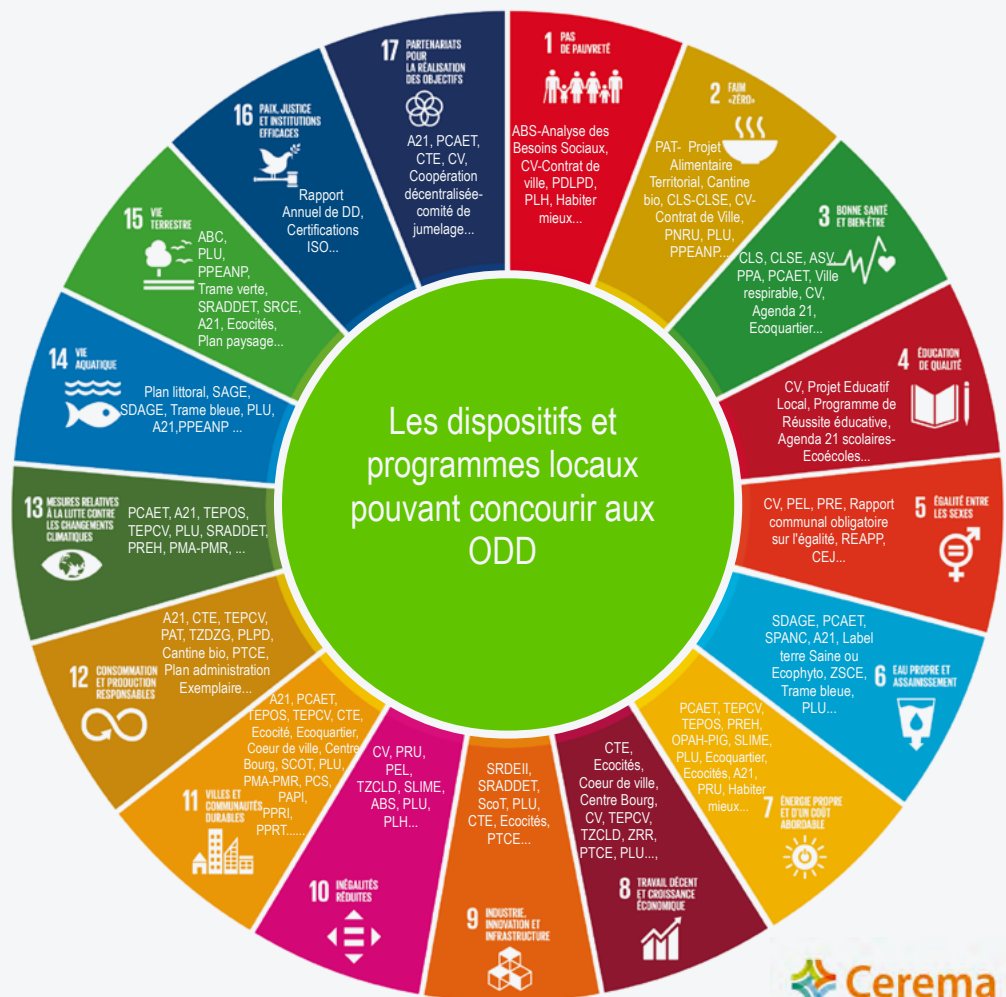 1 PAS
DE PAUVRETÉ
ABS-Analyse des
Besoins Sociaux,
CV-Contrat de
ville, PDLPD,
PLH, Habiter
mieux...
2 FAIM
«ZÉRO»
PAT- Projet
Alimentaire
Territorial, Cantine
bio, CLS-CLSE, CV-
Contrat de Ville,
PNRU, PLU,
PPEANP...
3 BONNE SANTÉ
ET BIEN-ÊTRE
CLS, CLSE, ASV,
PPA, PCAET, Ville
respirable, CV,
Agenda 21,
Ecoquartier...
4 ÉDUCATION
DE QUALITÉ
CV, Projet Educatif
Local, Programme de
Réussite éducative,
Agenda 21 scolaires-
Ecoécoles...
5 ÉGALITÉ ENTRE
LES SEXES
CV, PEL, PRE, Rapport
communal obligatoire
sur l'égalité, REAPP,
CEJ...
6 EAU PROPRE ET
ASSAINISSEMENT
SDAGE, PCAET,
SPANC, A21, Label
terre Saine ou
Ecophyto, ZSCE,
Trame bleue,
PLU...
7 ÉNERGIE PROPRE
ET D'UN COÛT
ABORDABLE
PCAET, TEPCV,
TEPOS, PREH,
OPAH-PIG, SLIME,
PLU, Ecoquartier,
Ecocités, A21,
PRU, Habiter
mieux...
8 TRAVAIL DÉCENT
ET CROISSANCE
ÉCONOMIQUE
CTE,
Ecocités,
Coeur de ville,
Centre Bourg,
CV, TEPCV,
TZCLD, ZRR,
PTCE, PLU...,
9 INDUSTRIE,
INNOVATION ET
INFRASTRUCTURE
SRDEII,
SRADDET,
ScoT, PLU,
CTE, Ecocités,
PTCE...
10 INÉGALITÉS
RÉDUITES
CV, PRU,
PEL,
TZCLD, SLIME,
ABS, PLU,
PLH...
11 VILLES ET
COMMUNAUTÉS
DURABLES
A21, PCAET,
TEPOS, TEPCV, CTE,
Ecocité, Ecoquartier,
Coeur de ville, Centre
Bourg, SCOT, PLU,
PMA-PMR, PCS,
PAPI,
PPRI,
PPRT......
12 CONSOMMATION
ET PRODUCTION
RESPONSABLES
A21, CTE, TEPCV,
PAT, TZDZG, PLPD,
Cantine bio, PTCE,
Plan administration
Exemplaire...
13 MESURES RELATIVES
À LA LUTTE CONTRE
LES CHANGEMENTS
CLIMATIQUES
PCAET, A21, TEPOS,
TEPCV, PLU, SRADDET,
PREH, PMA-PMR, ...
14 VIE
AQUATIQUE
Plan littoral, SAGE,
SDAGE, Trame bleue, PLU,
A21,PPEANP ...
15 VIE
TERRESTRE
ABC,
PLU,
PPEANP,
Trame verte,
SRADDET, SRCE,
A21, Ecocités,
Plan paysage...
16 PAIX, JUSTICE
ET INSTITUTIONS
EFFICACES
Rapport
Annuel de DD,
Certifications
ISO...
17 PARTENARIATS
POUR
LA RÉALISATION
DES OBJECTIFS
A21, PCAET,
CTE, CV,
Coopération
décentralisée-
comité de
jumelage...
Les dispositifs et
programmes locaux
pouvant concourir aux
ODD
Cerema